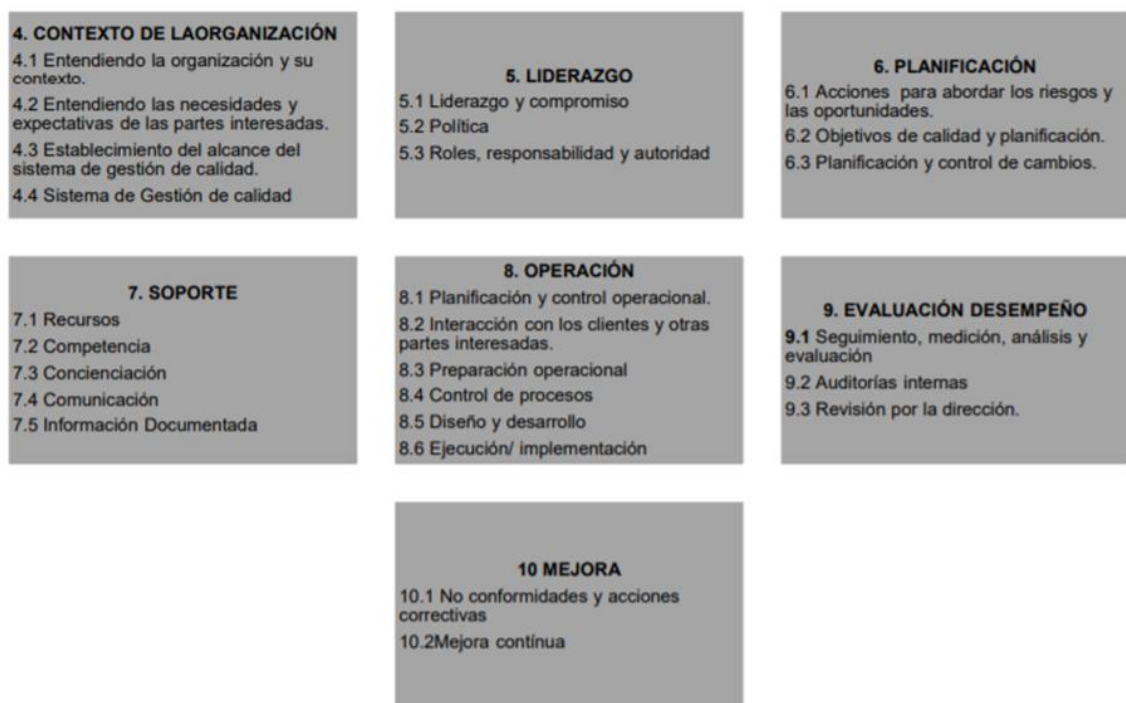 4. CONTEXTO DE LAORGANIZACIÓN
4.1 Entendiendo la organización y su
contexto.
4.2 Entendiendo las necesidades y
expectativas de las partes interesadas.
4.3 Establecimiento del alcance del
sistema de gestión de calidad.
4.4 Sistema de Gestión de calidad
5. LIDERAZGO
5.1 Liderazgo y compromiso
5.2 Política
5.3 Roles, responsabilidad y autoridad
6. PLANIFICACIÓN
6.1 Acciones para abordar los riesgos y
las oportunidades.
6.2 Objetivos de calidad y planificación.
6.3 Planificación y control de cambios.
7. SOPORTE
7.1 Recursos
7.2 Competencia
7.3 Concienciación
7.4 Comunicación
7.5 Información Documentada
8. OPERACIÓN
8.1 Planificación y control operacional.
8.2 Interacción con los clientes y otras
partes interesadas.
8.3 Preparación operacional
8.4 Control de procesos
8.5 Diseño y desarrollo
8.6 Ejecución/ implementación
9. EVALUACIÓN DESEMPEÑO
9.1 Seguimiento, medición, análisis y
evaluación
9.2 Auditorías internas
9.3 Revisión por la dirección.
10 MEJORA
10.1 No conformidades y acciones
correctivas
10.2Mejora contínua